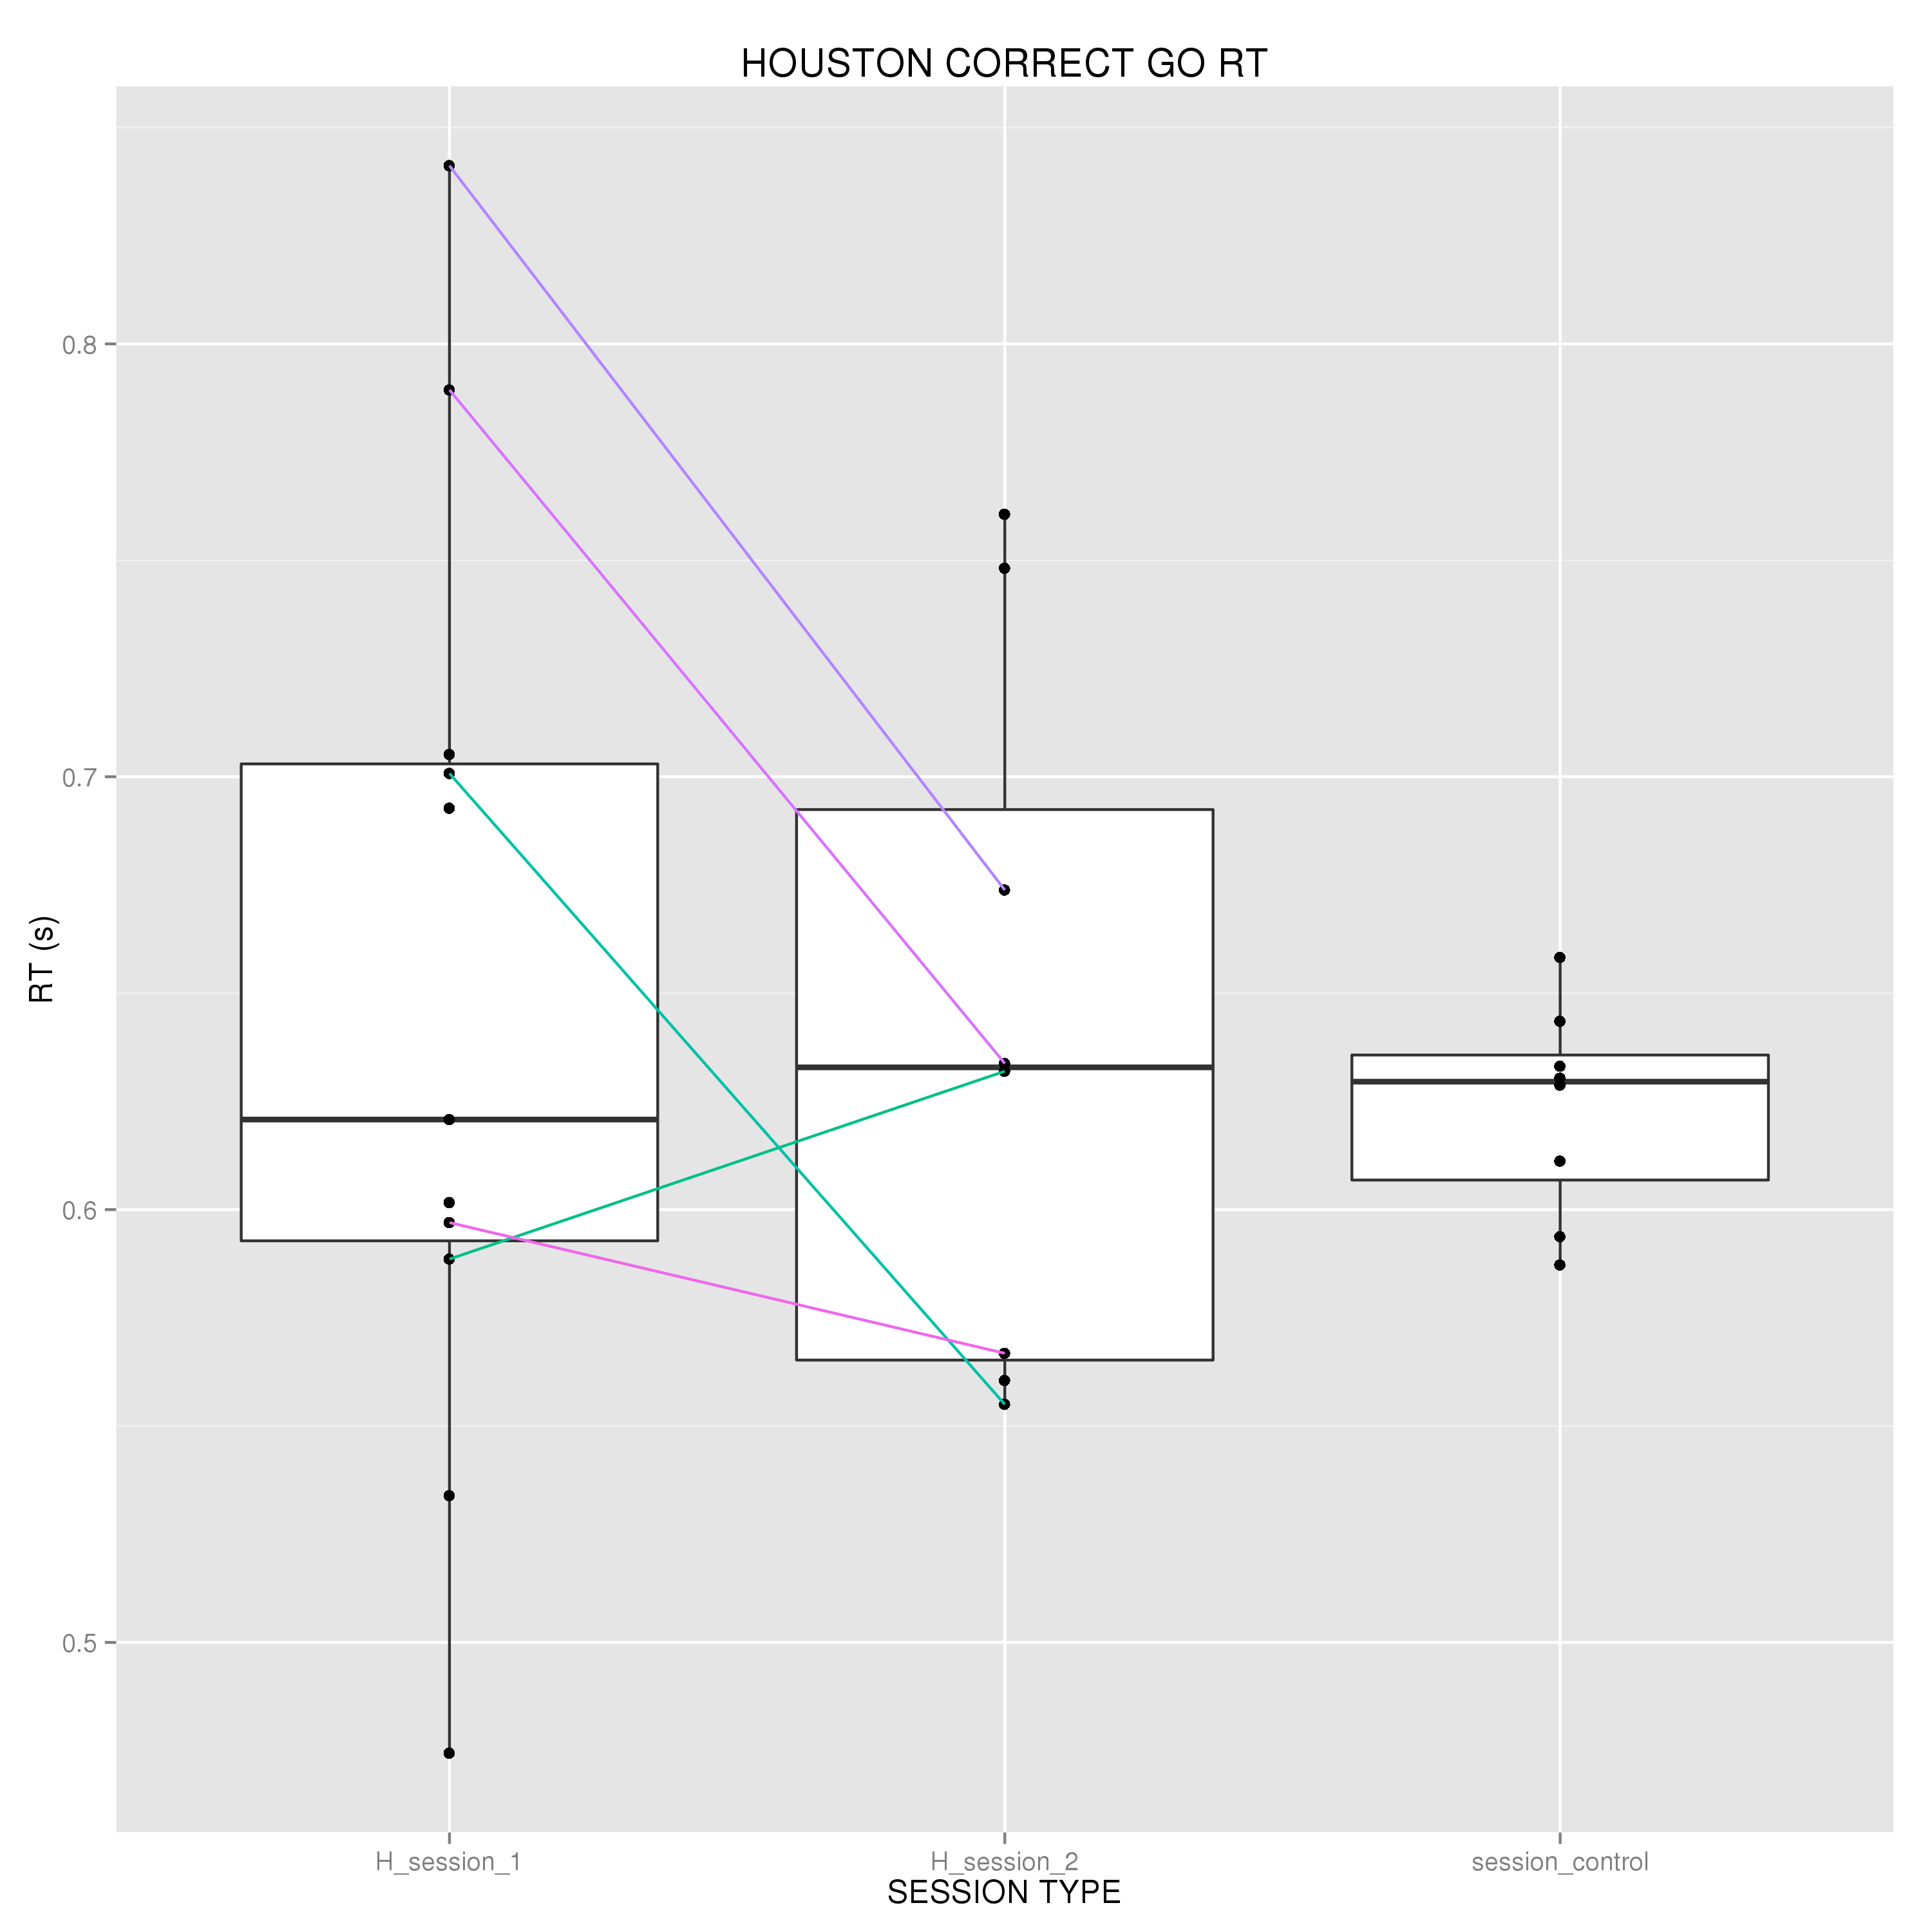 HOUSTON CORRECT GO RT
0.8
0.7
0.6
0.5
RT (s)
H_session_1 H_session_2 session_control
SESSION TYPE